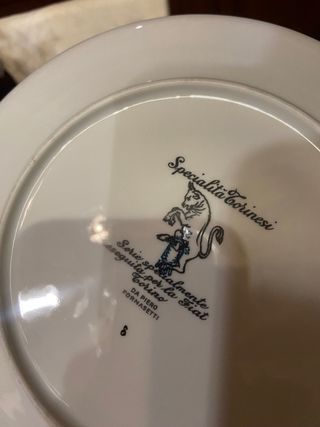 Specialità Torinesi
Serie specialmente
eseguita per la Fiat
Torino
DA PIERO
FORNASETTI
8